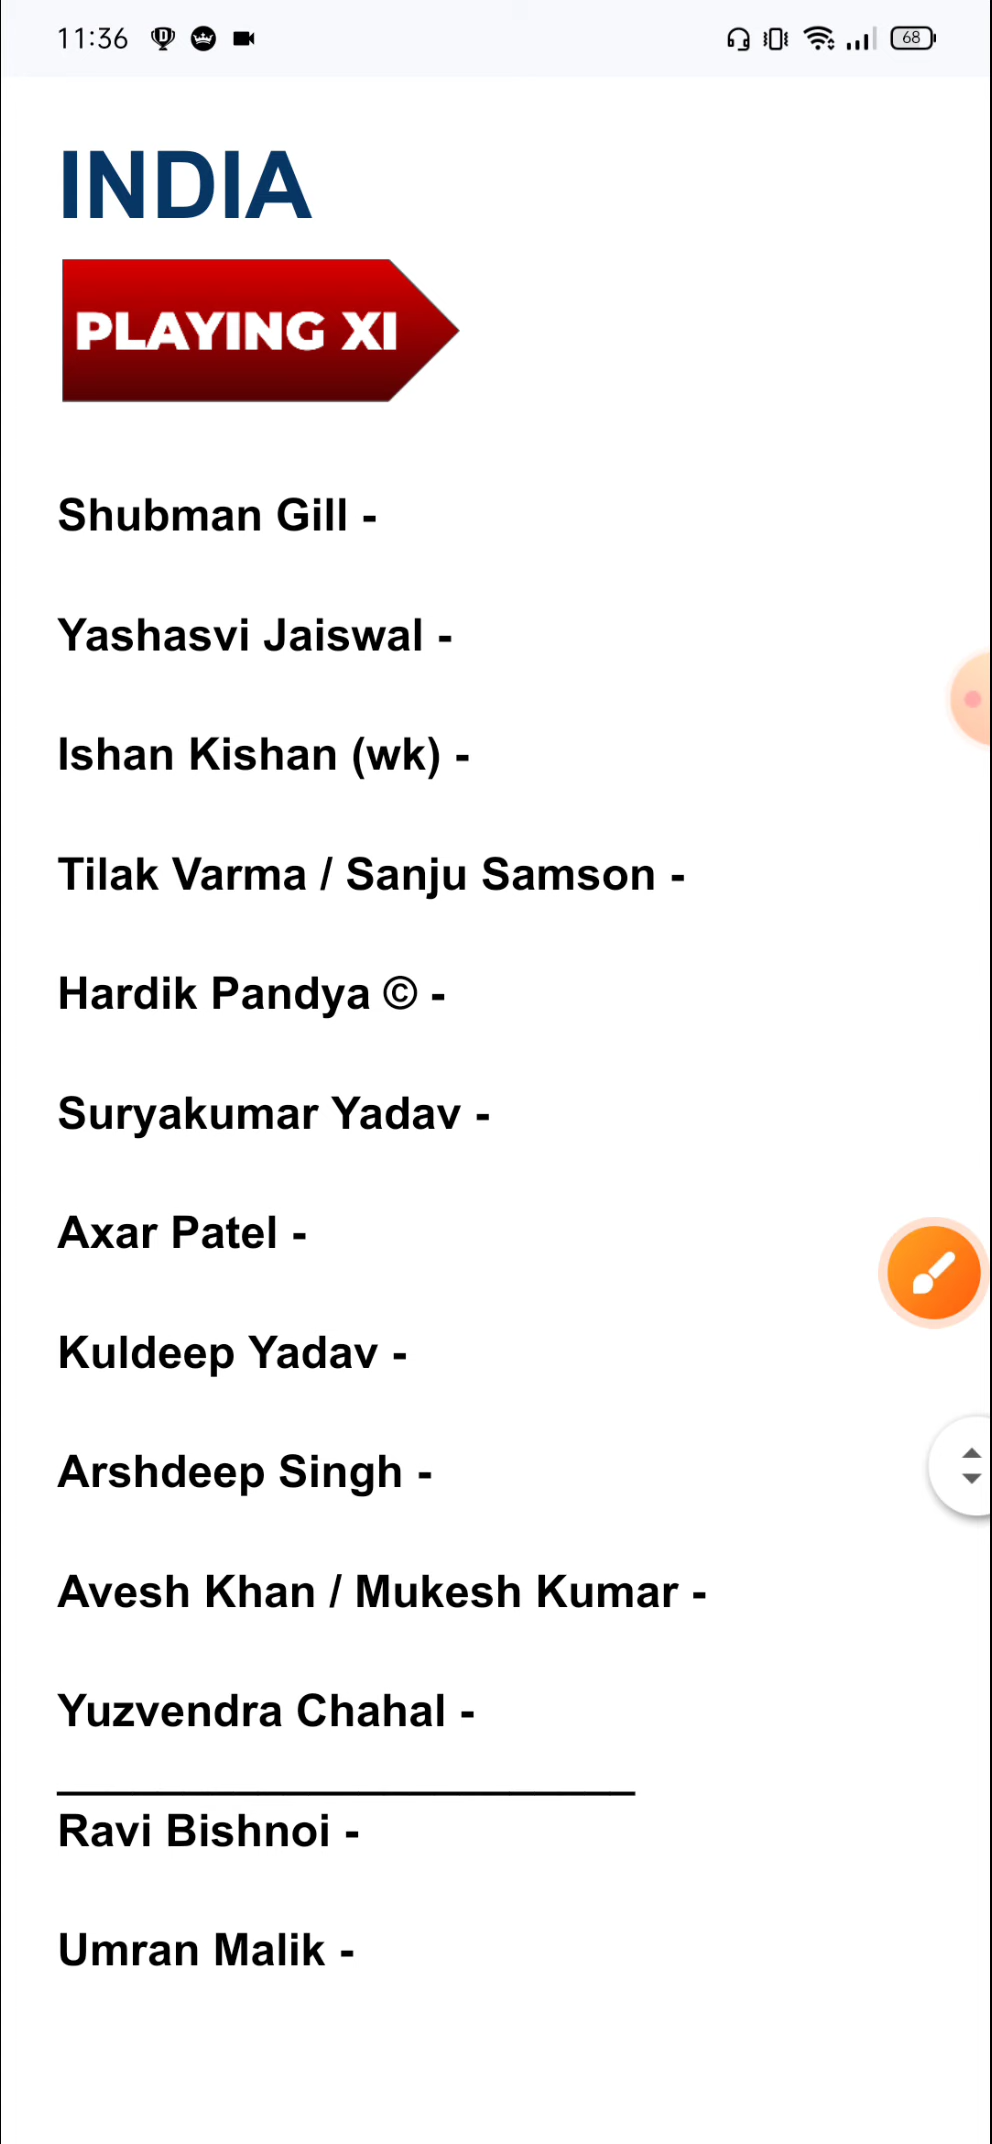 11:36
68
INDIA
PLAYING XI
Shubman Gill -
Yashasvi Jaiswal -
Ishan Kishan (wk) -
Tilak Varma / Sanju Samson -
Hardik Pandya © -
Suryakumar Yadav -
Axar Patel -
Kuldeep Yadav -
Arshdeep Singh -
Avesh Khan / Mukesh Kumar -
Yuzvendra Chahal -
Ravi Bishnoi -
Umran Malik -